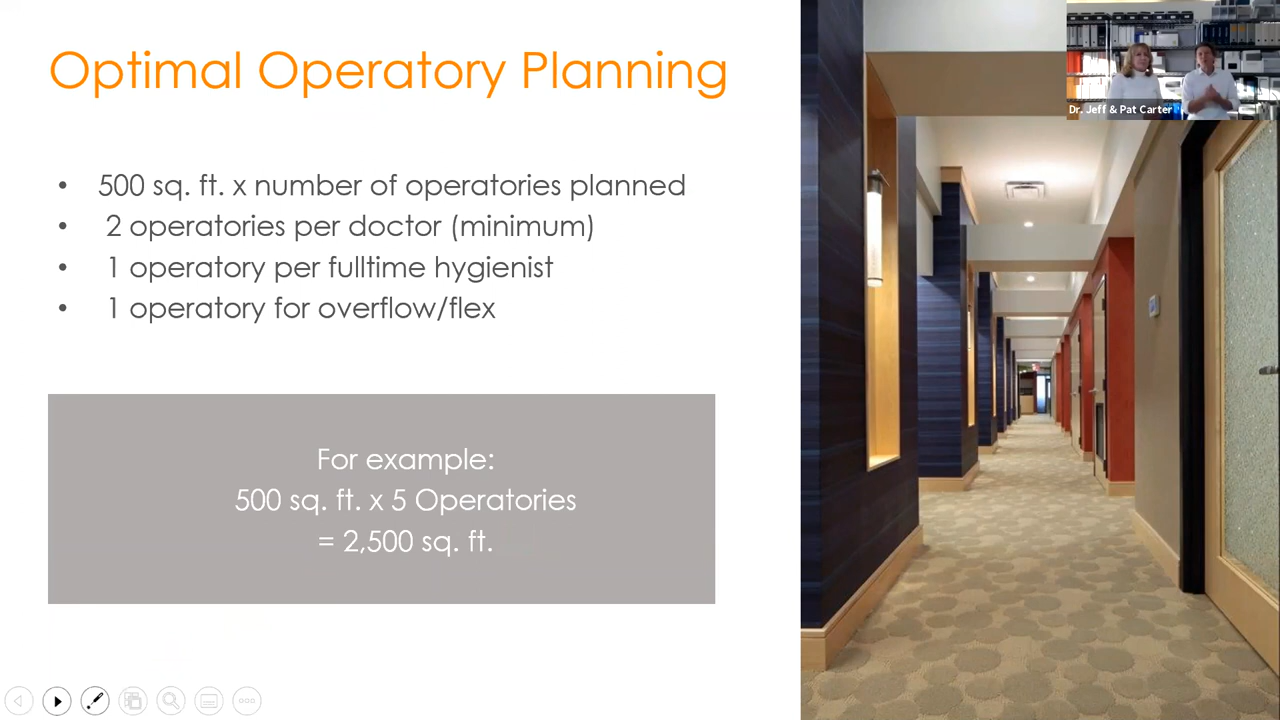 Optimal Operatory Planning
Dr. Jeff & Pat Carter
• 500 sq. ft. x number of operatories planned
• 2 operatories per doctor (minimum)
• 1 operatory per fulltime hygienist
• 1 operatory for overflow/flex
For example:
500 sq. ft. x 5 Operatories
= 2,500 sq. ft.